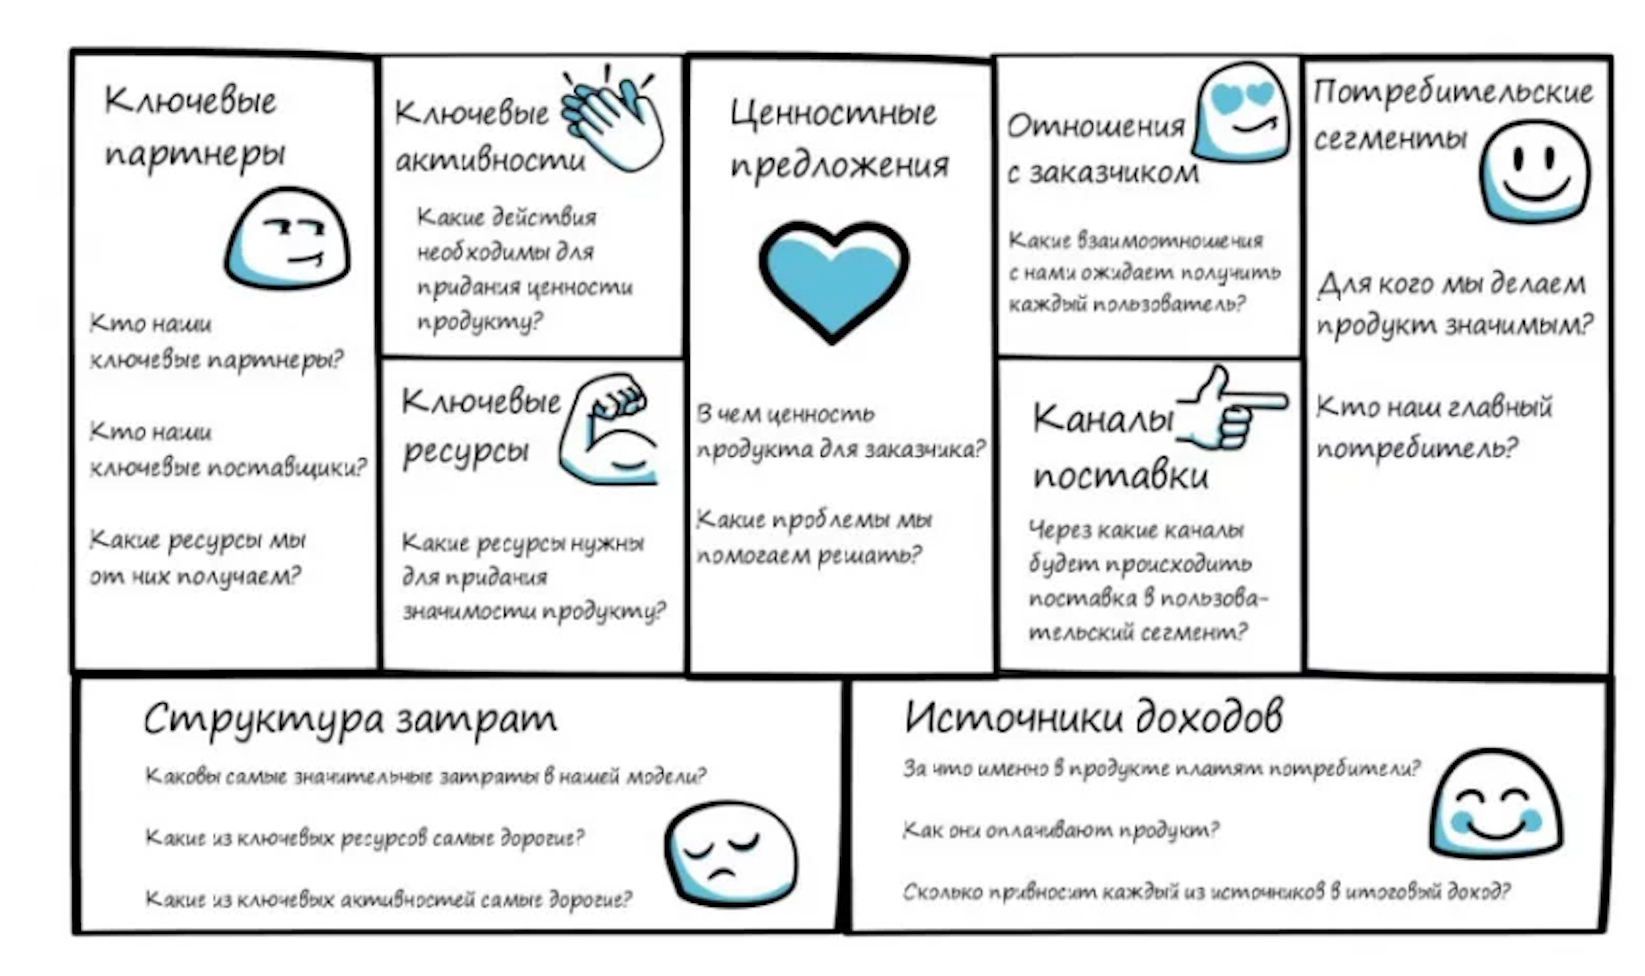 Ключевые
партнеры
Кто наши
ключевые партнеры?
Кто наши
ключевые поставщики?
Какие ресурсы мы
от них получаем?
Ключевые
активности
Какие действия
необходимы для
придания ценности
продукту?
Ключевые
ресурсы
Какие ресурсы нужны
для придания
значимости продукту?
Ценностные
предложения
В чем ценность
продукта для заказчика?
Какие проблемы мы
помогаем решать?
Отношения
с заказчиком
Какие взаимоотношения
с нами ожидает получить
каждый пользователь?
Каналы
поставки
Через какие каналы
будет происходить
поставка в пользова-
тельский сегмент?
Потребительские
сегменты
Для кого мы делаем
продукт значимым?
Кто наш главный
потребитель?
Структура затрат
Каковы самые значительные затраты в нашей модели?
Какие из ключевых ресурсов самые дорогие?
Какие из ключевых активностей самые дорогие?
Источники доходов
За что именно в продукте платят потребители?
Как они оплачивают продукт?
Сколько привносит каждый из источников в итоговый доход?